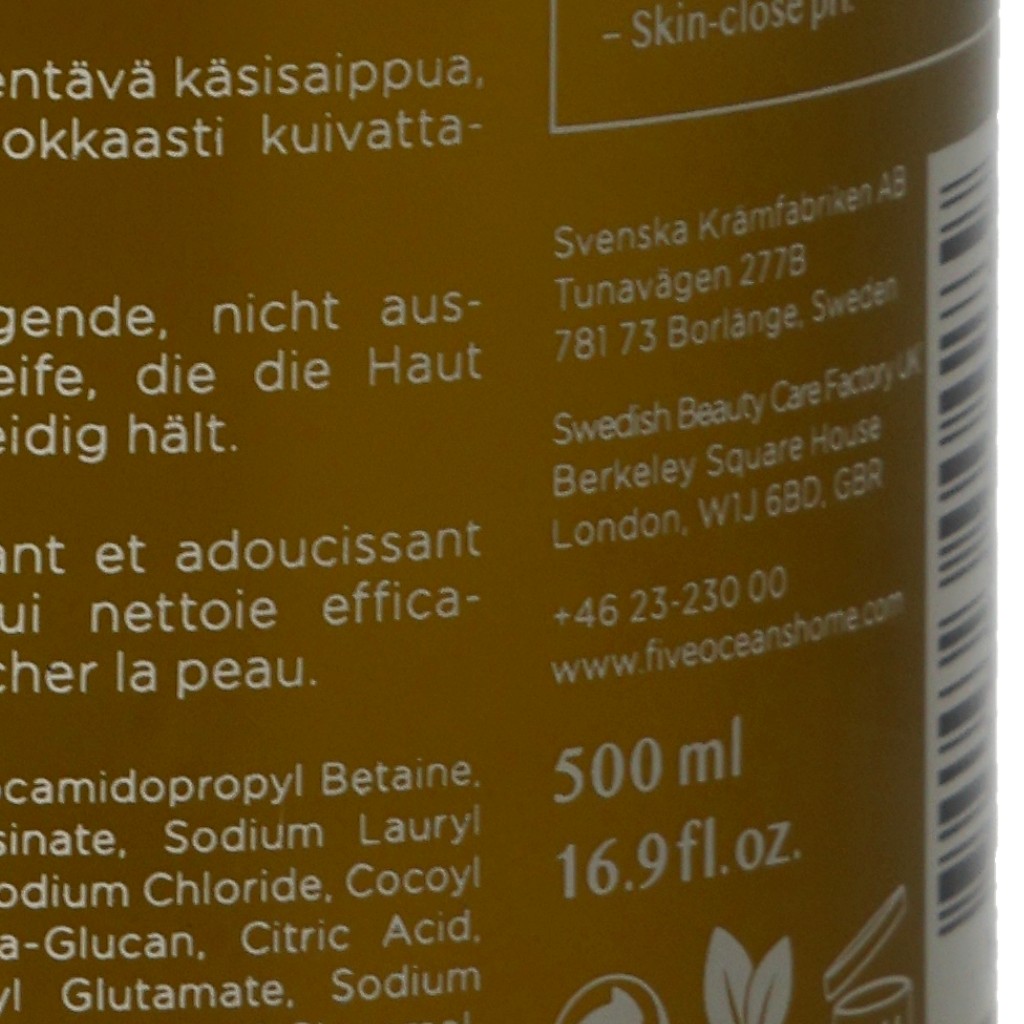 – Skin-close pH.
entävä käsisaippua,
okkaasti kuivatta-
gende, nicht aus-
eife, die die Haut
eidig hält.
ant et adoucissant
ui nettoie effica-
cher la peau.
ocamidopropyl Betaine,
sinate, Sodium Lauryl
odium Chloride, Cocoyl
a-Glucan, Citric Acid,
yl Glutamate, Sodium
Svenska Krämfabriken AB
Tunavägen 277B
781 73 Borlänge, Sweden
Swedish Beauty Care Factory UK
Berkeley Square House
London, W1J 6BD, GBR
+46 23-230 00
www.fiveoceanshome.com
500 ml
16.9 fl.oz.